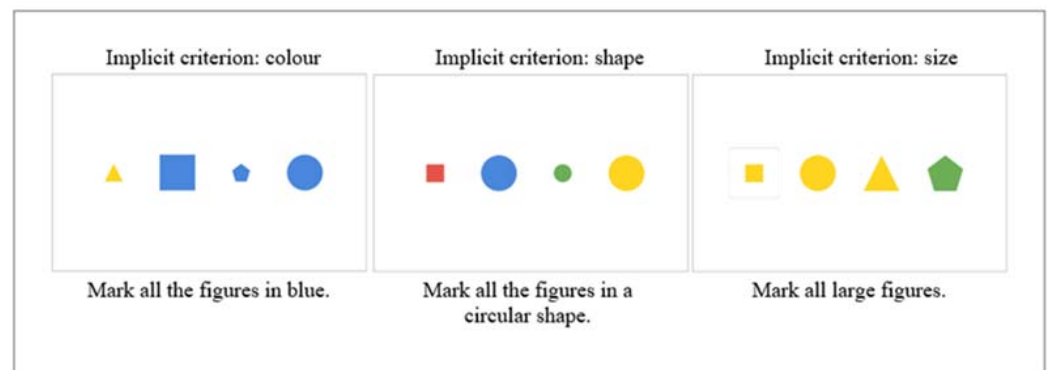 Implicit criterion: colour
Implicit criterion: shape
Implicit criterion: size
Mark all the figures in blue.
Mark all the figures in a
circular shape.
Mark all large figures.